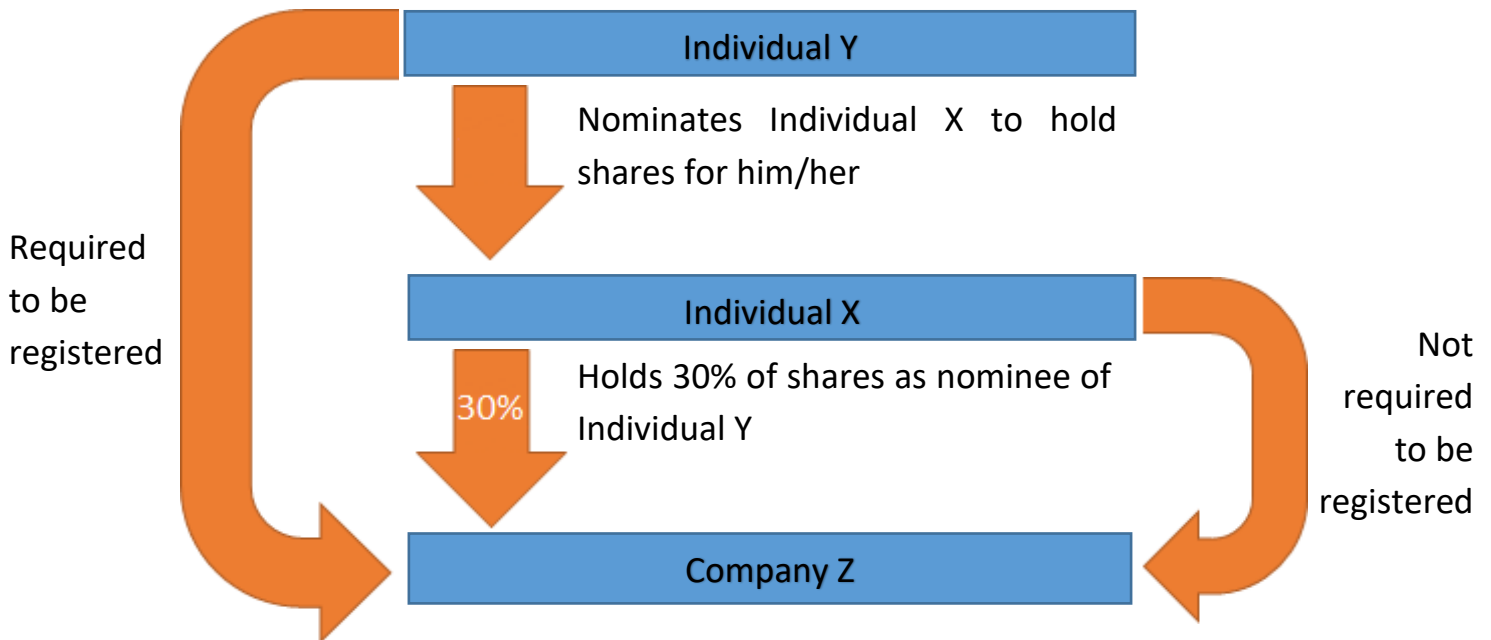 Individual Y
Nominates Individual X to hold
shares for him/her
Required
to be
registered
Individual X
Holds 30% of shares as nominee of
Individual Y
30%
Not
required
to be
registered
Company Z